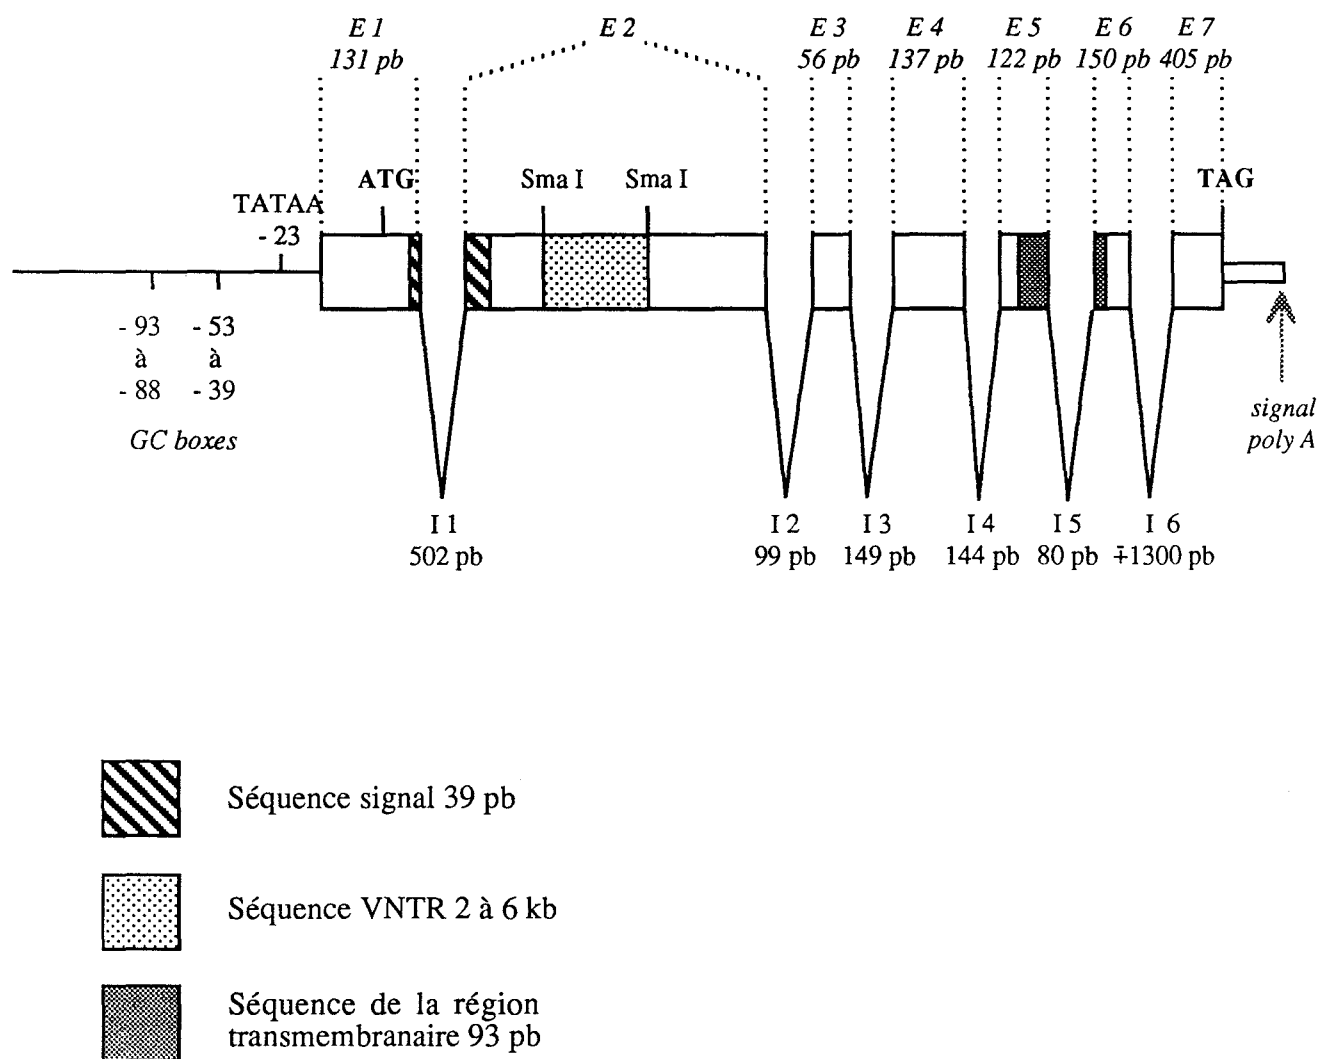 E 1 E 2 E 3 E 4 E 5 E 6 E 7
131 pb 56 pb 137 pb 122 pb 150 pb 405 pb
ATG Sma I Sma I TAG
TATAA
- 23
- 93 - 53
à à
- 88 - 39
GC boxes
signal
poly A
I 1 I 2 I 3 I 4 I 5 I 6
502 pb 99 pb 149 pb 144 pb 80 pb ∓1300 pb
Séquence signal 39 pb
Séquence VNTR 2 à 6 kb
Séquence de la région
transmembranaire 93 pb